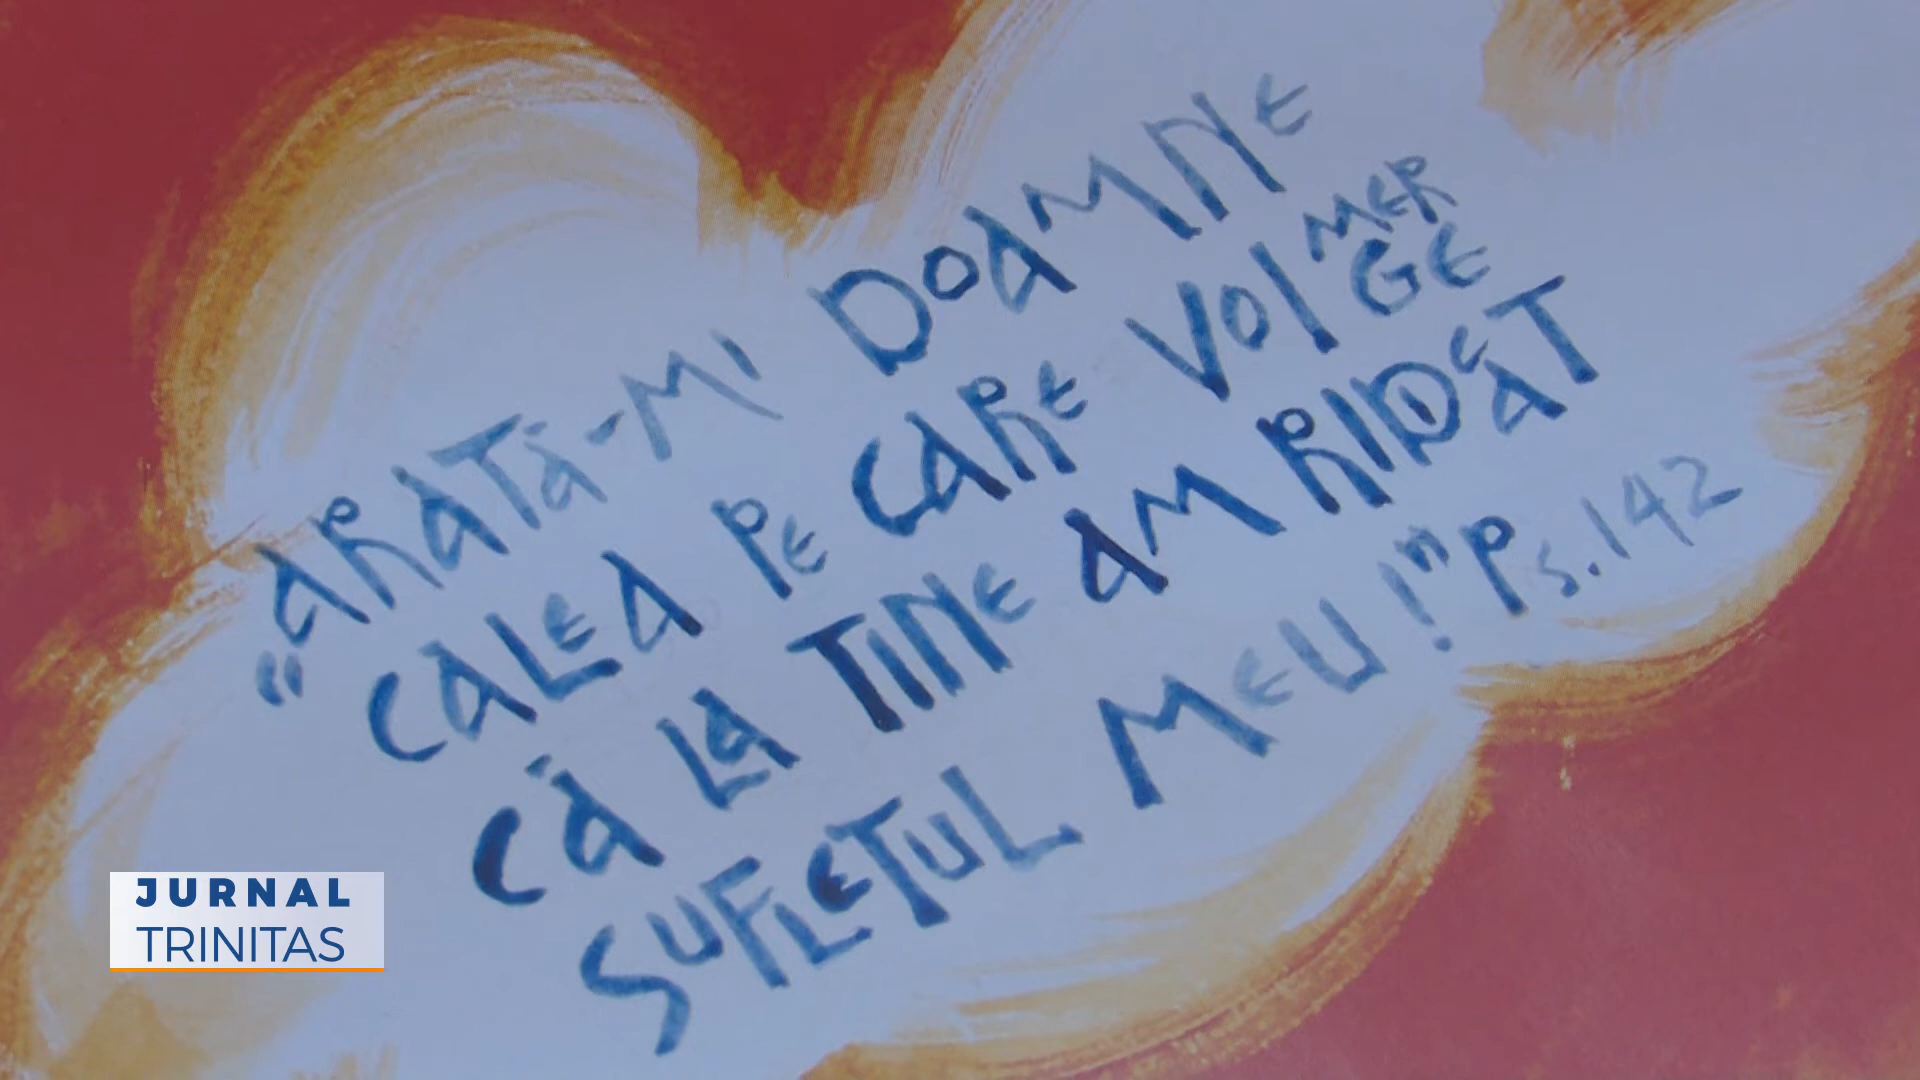 "ARATĂ-MI DOAMNE
CALEA PE CARE VOI MERGE
CĂ LA TINE AM RIDICAT
SUFLETUL MEU!" Ps. 142
JURNAL
TRINITAS